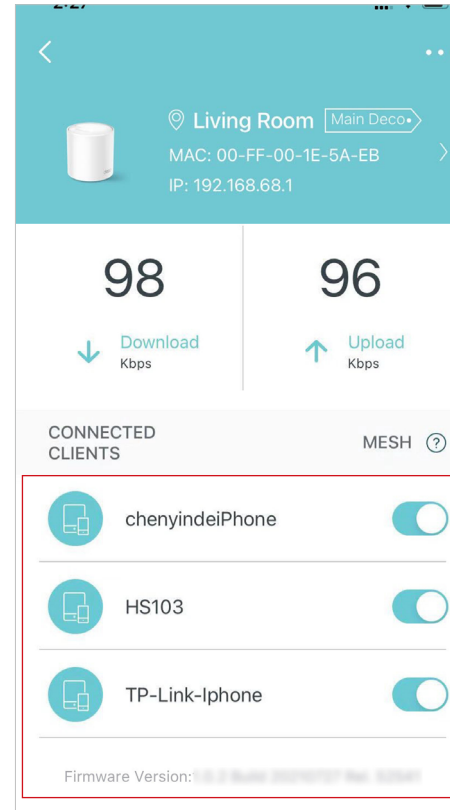 Living Room Main Deco
MAC: 00-FF-00-1E-5A-EB
IP: 192.168.68.1
98 96
Download Upload
Kbps Kbps
CONNECTED
CLIENTS
MESH ?
chenyindeiPhone
HS103
TP-Link-Iphone
Firmware Version: